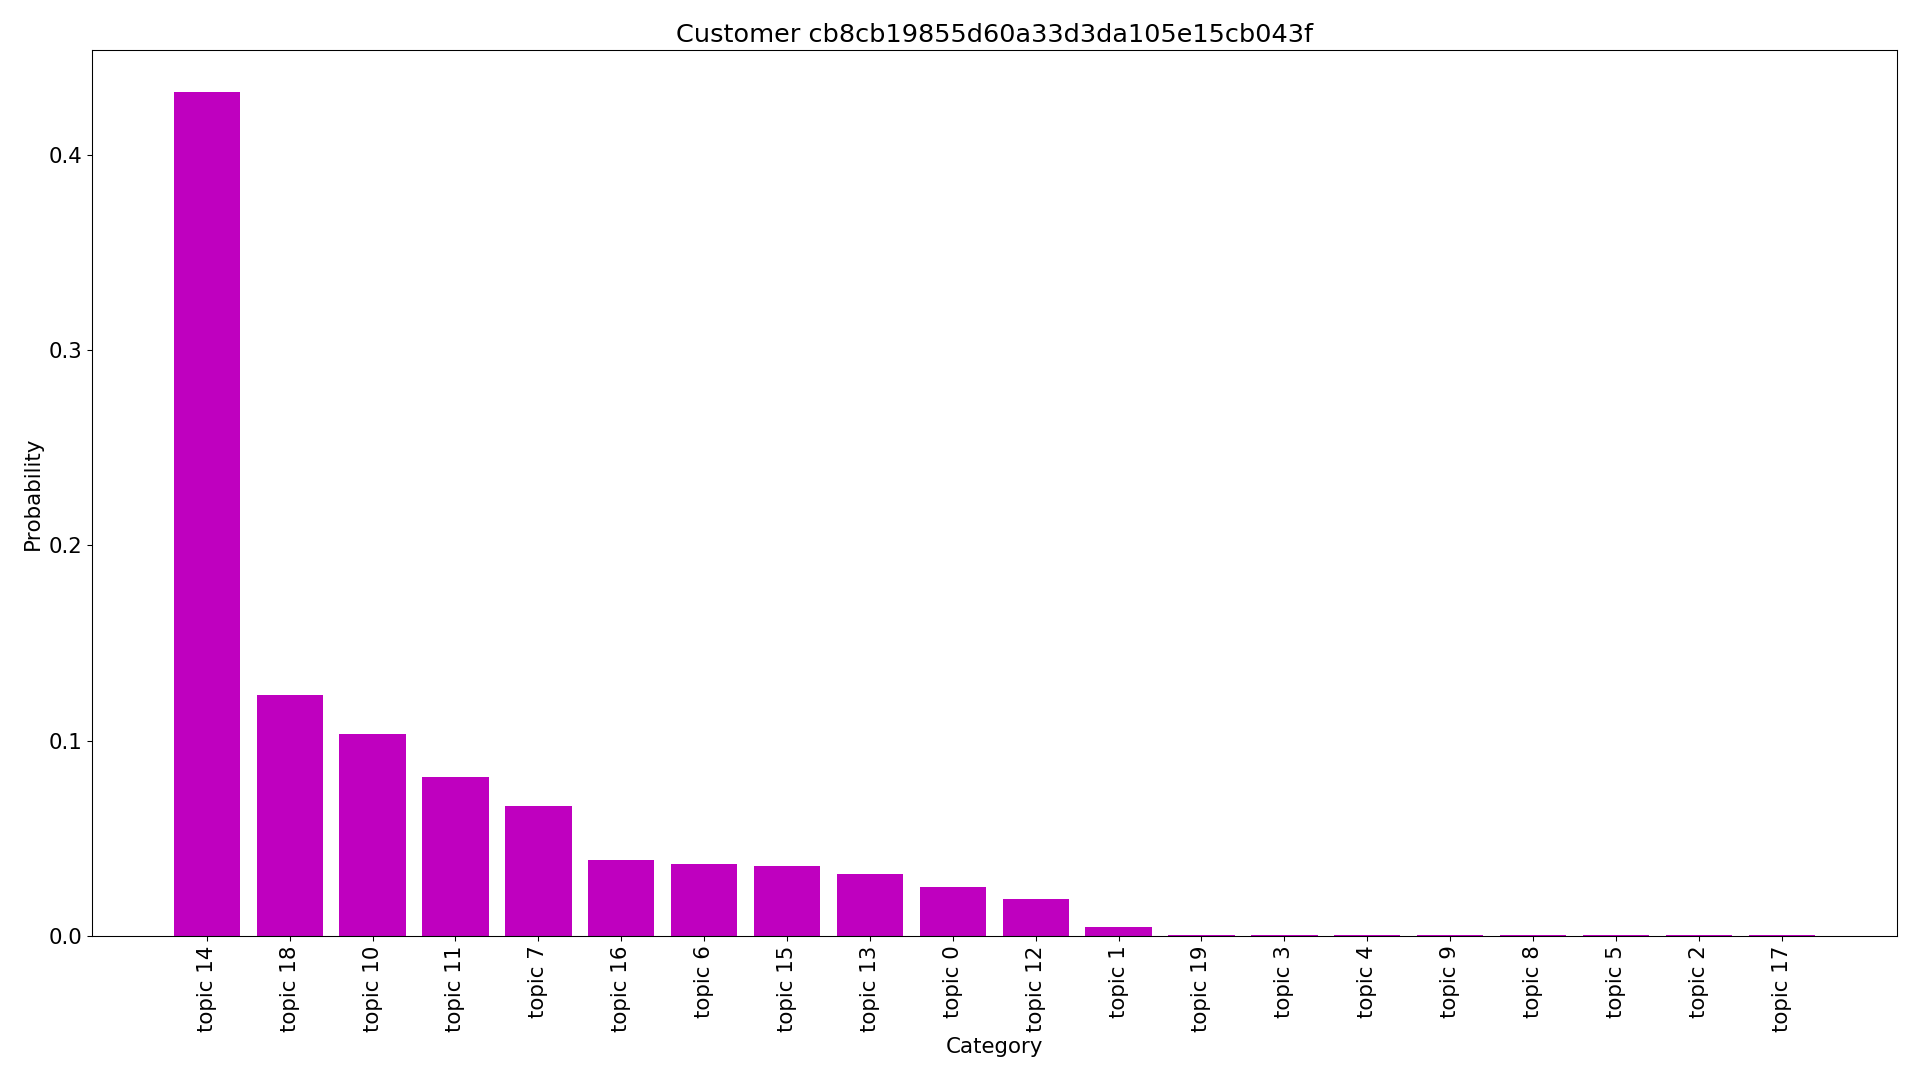 Customer cb8cb19855d60a33d3da105e15cb043f
Probability
0.4
0.3
0.2
0.1
0.0
topic 14
topic 18
topic 10
topic 11
topic 7
topic 16
topic 6
topic 15
topic 13
topic 0
topic 12
topic 1
topic 19
topic 3
topic 4
topic 9
topic 8
topic 5
topic 2
topic 17
Category